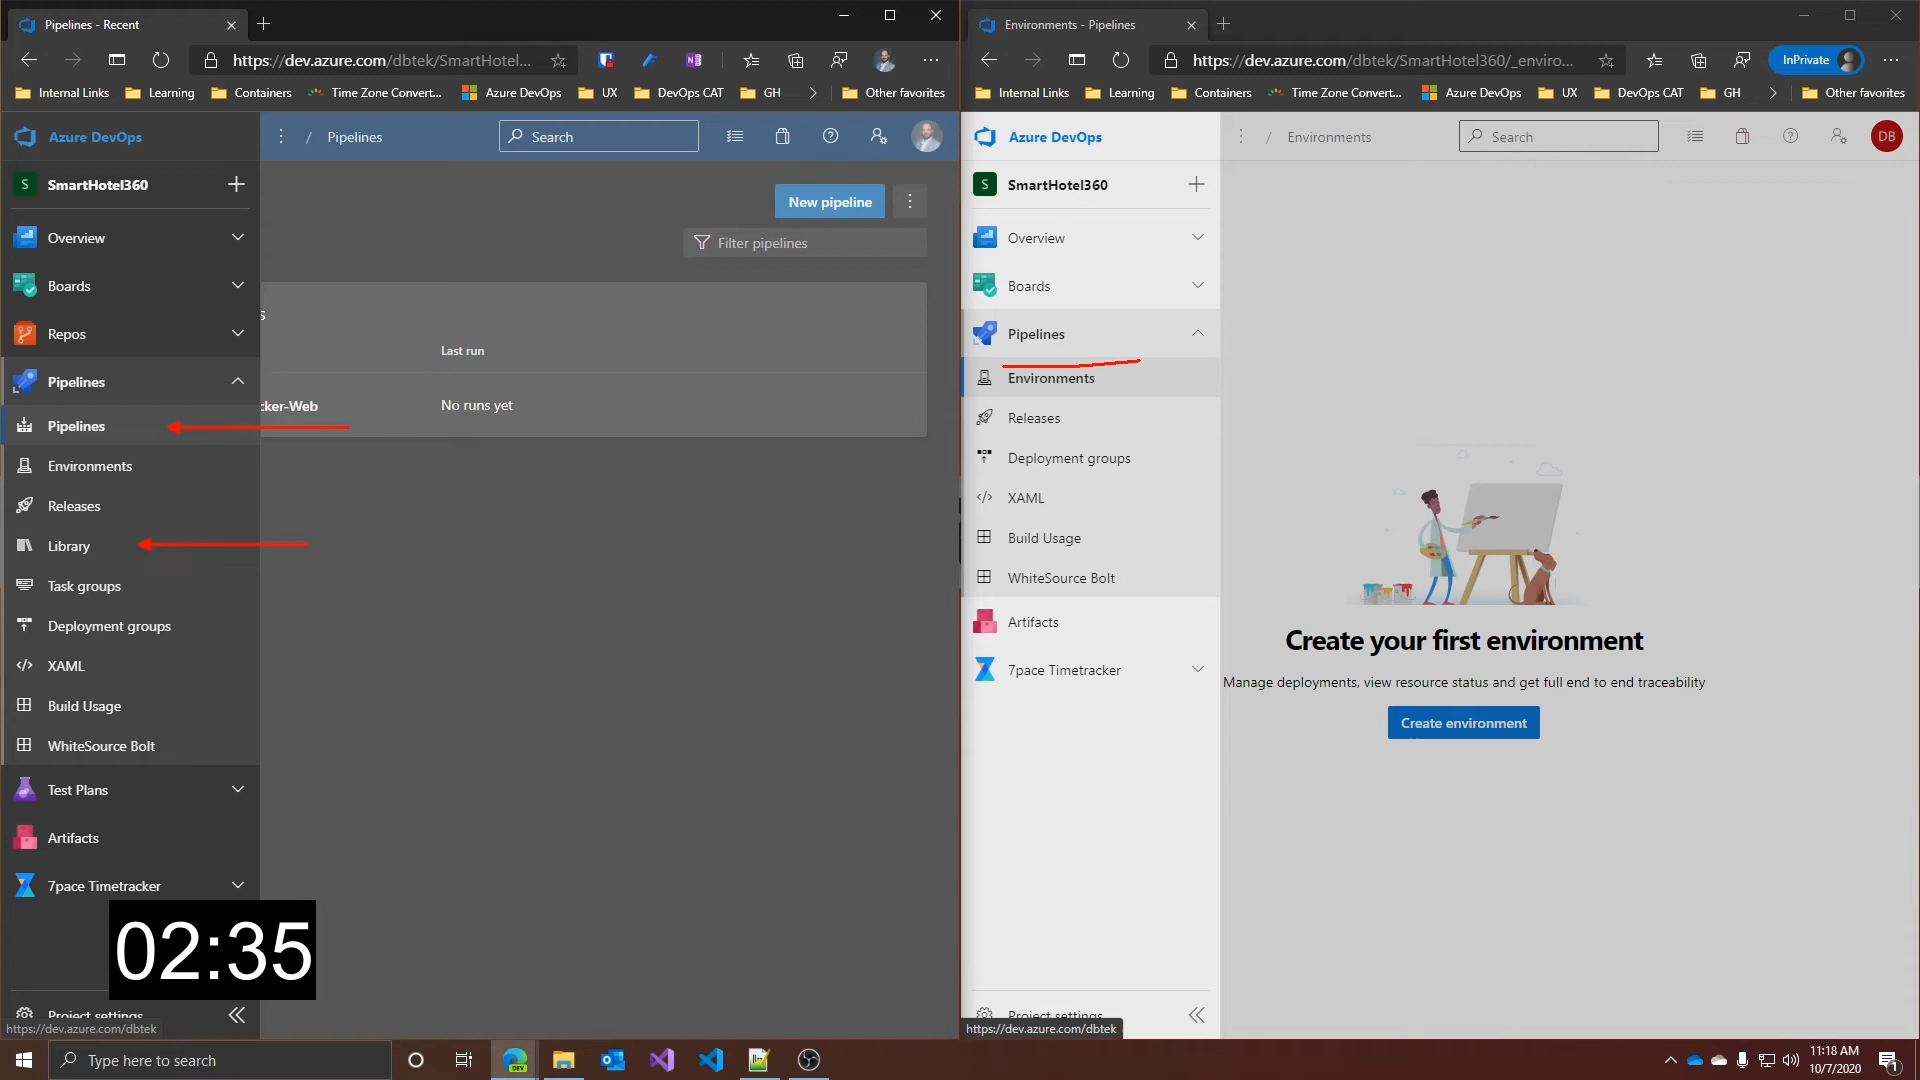 Pipelines - Recent
https://dev.azure.com/dbtek/SmartHotel...
Internal Links
Learning
Containers
Time Zone Convert...
Azure DevOps
UX
DevOps CAT
GH
Other favorites
Azure DevOps
/ Pipelines
Search
S SmartHotel360
Overview
Boards
Repos
Pipelines
Pipelines
Environments
Releases
Library
Task groups
Deployment groups
XAML
Build Usage
WhiteSource Bolt
Test Plans
Artifacts
7pace Timetracker
Project settings
https://dev.azure.com/dbtek
New pipeline
Filter pipelines
s
Last run
cker-Web
No runs yet
02:35
Environments - Pipelines
https://dev.azure.com/dbtek/SmartHotel360/_enviro...
InPrivate
Internal Links
Learning
Containers
Time Zone Convert...
Azure DevOps
UX
DevOps CAT
GH
Other favorites
Azure DevOps
/ Environments
Search
DB
S SmartHotel360
Overview
Boards
Pipelines
Environments
Releases
Deployment groups
XAML
Build Usage
WhiteSource Bolt
Artifacts
7pace Timetracker
Project settings
https://dev.azure.com/dbtek
Create your first environment
Manage deployments, view resource status and get full end to end traceability
Create environment
Type here to search
DEV
11:18 AM
10/7/2020
1